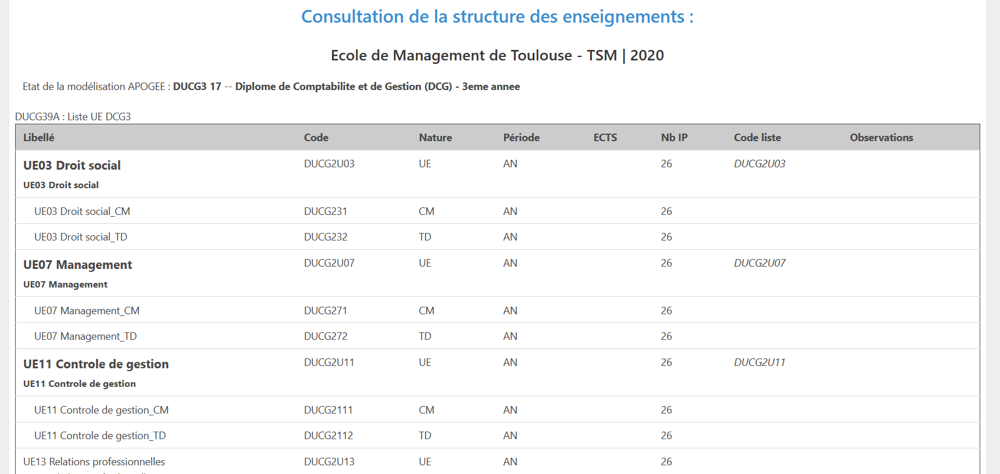 Consultation de la structure des enseignements :
Ecole de Management de Toulouse - TSM | 2020
Etat de la modélisation APOGEE : DUCG3 17 -- Diplome de Comptabilite et de Gestion (DCG) - 3eme annee
DUCG39A : Liste UE DCG3
Libellé Code Nature Période ECTS Nb IP Code liste Observations
UE03 Droit social DUCG2U03 UE AN 26 DUCG2U03
UE03 Droit social
UE03 Droit social_CM DUCG231 CM AN 26
UE03 Droit social_TD DUCG232 TD AN 26
UE07 Management DUCG2U07 UE AN 26 DUCG2U07
UE07 Management
UE07 Management_CM DUCG271 CM AN 26
UE07 Management_TD DUCG272 TD AN 26
UE11 Controle de gestion DUCG2U11 UE AN 26 DUCG2U11
UE11 Controle de gestion
UE11 Controle de gestion_CM DUCG2111 CM AN 26
UE11 Controle de gestion_TD DUCG2112 TD AN 26
UE13 Relations professionnelles DUCG2U13 UE AN 26